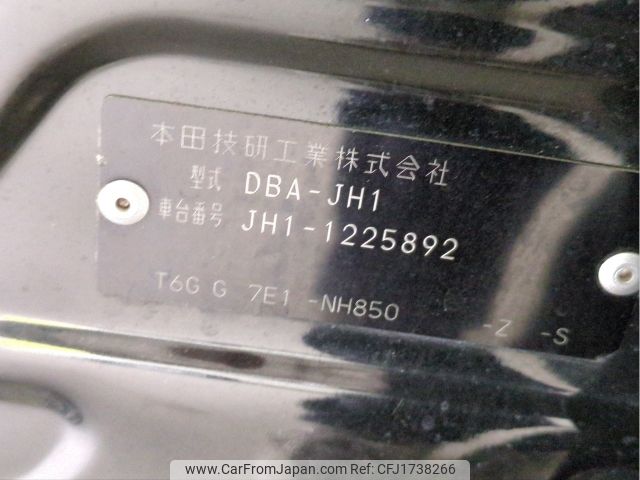 本田技研工業株式会社
型式 DBA-JH1
車台番号 JH1-1225892
T6G G 7E1 -NH850 -Z -S
www.CarFromJapan.com | Ref No. CFJ1738266